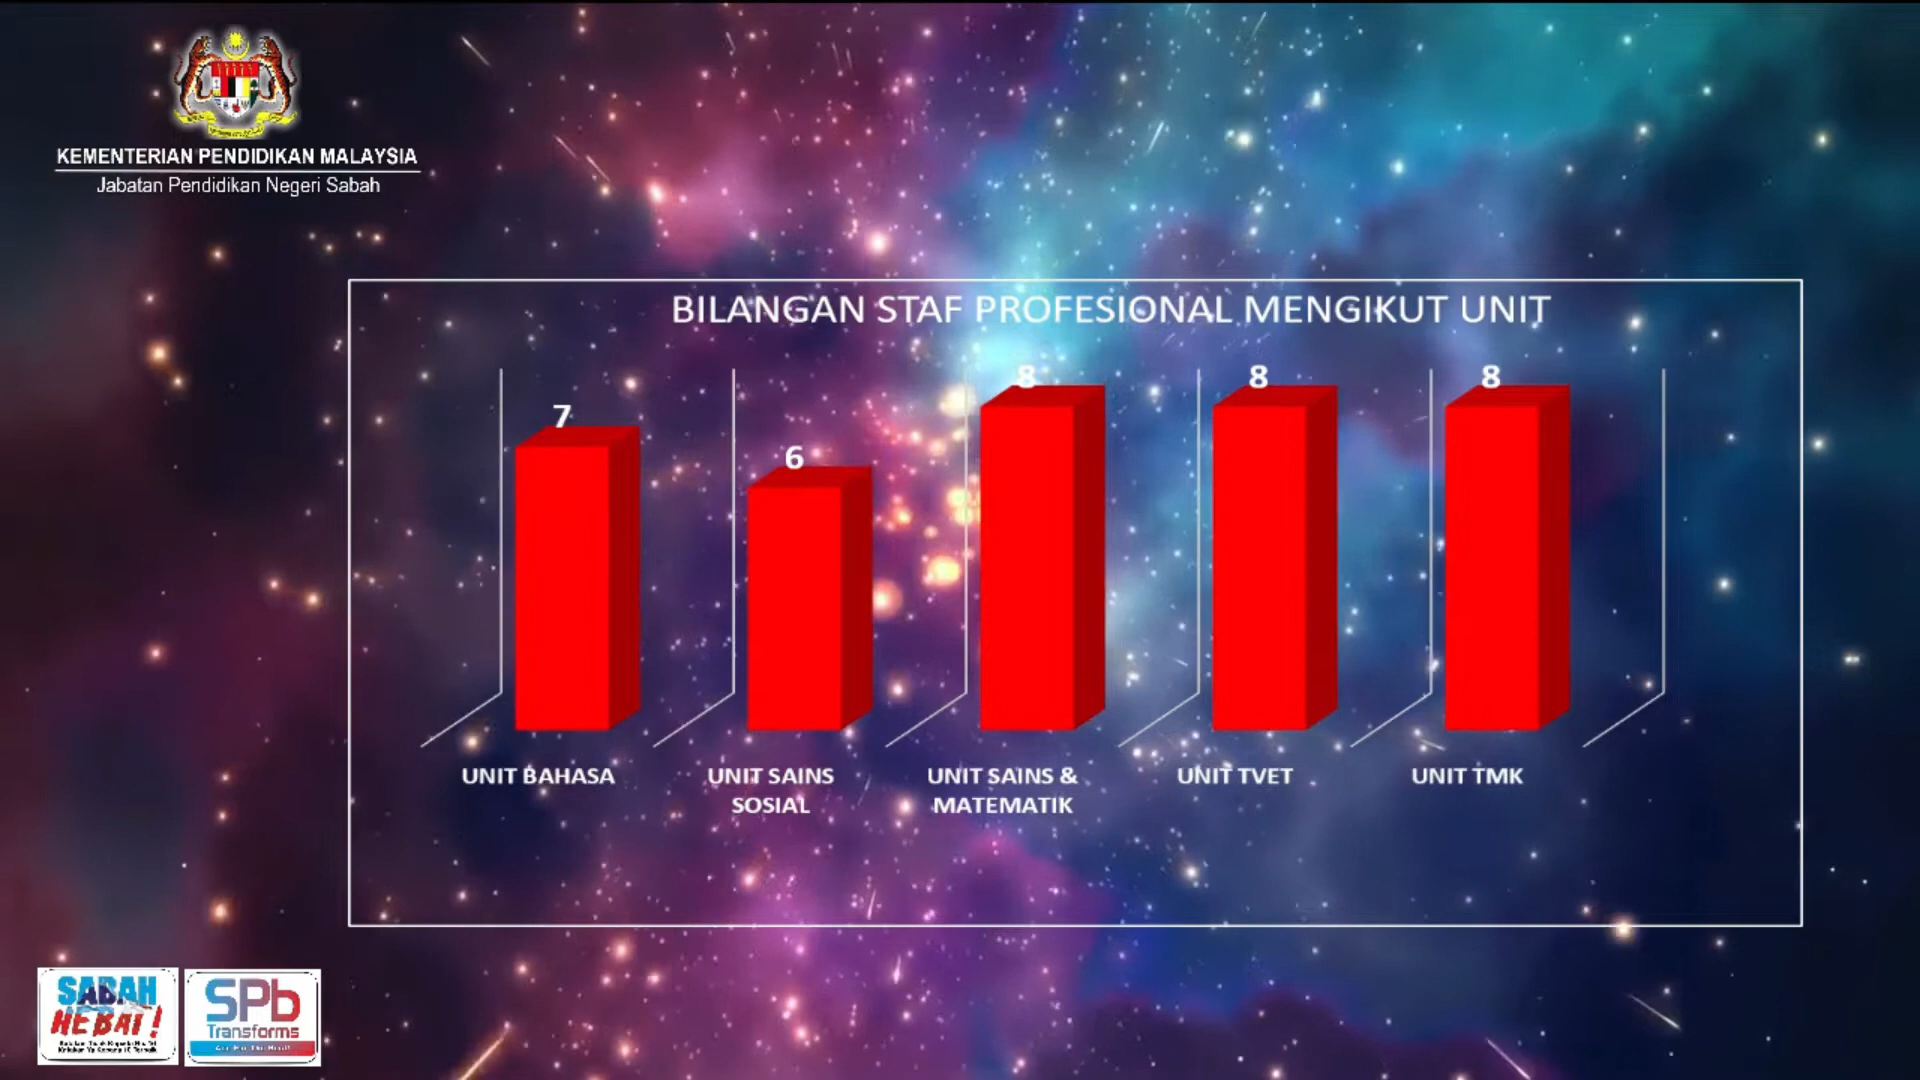 KEMENTERIAN PENDIDIKAN MALAYSIA
Jabatan Pendidikan Negeri Sabah
BILANGAN STAF PROFESIONAL MENGIKUT UNIT
7
6
8
8
8
UNIT BAHASA
UNIT SAINS
SOSIAL
UNIT SAINS &
MATEMATIK
UNIT TVET
UNIT TMK
SABAH
HEBAT!
SPb
Transforms